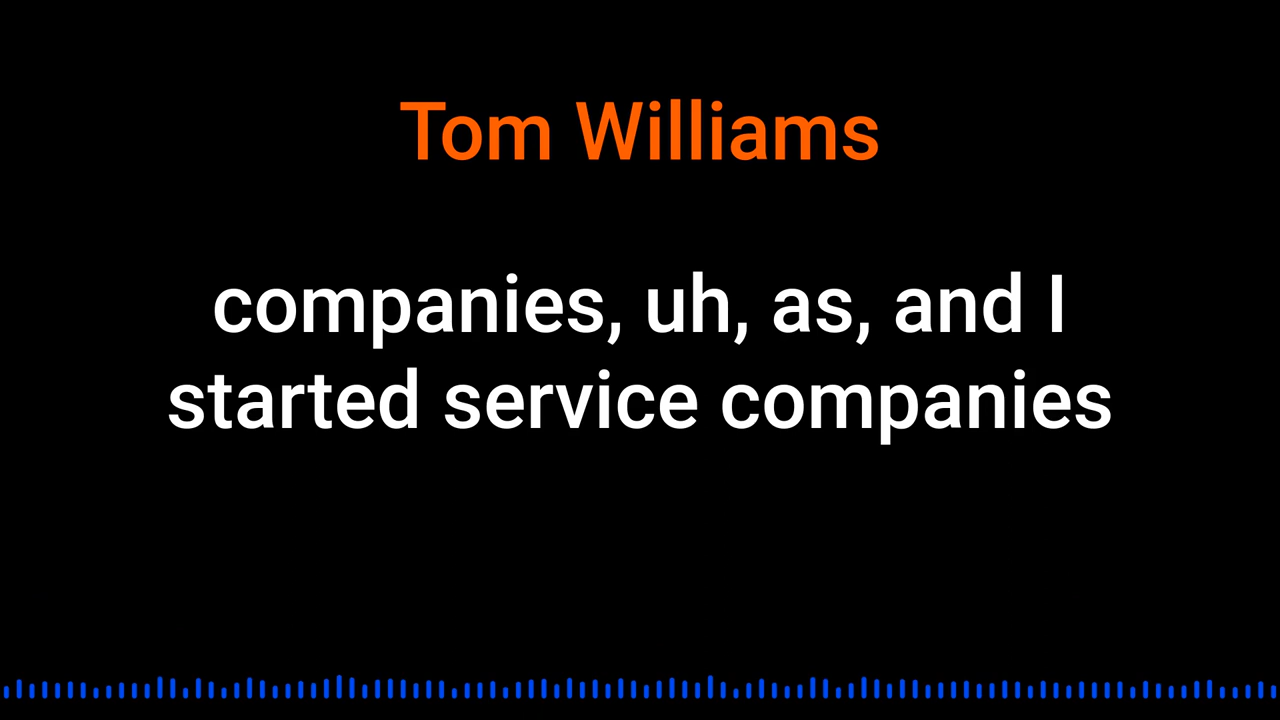 Tom Williams
companies, uh, as, and I
started service companies